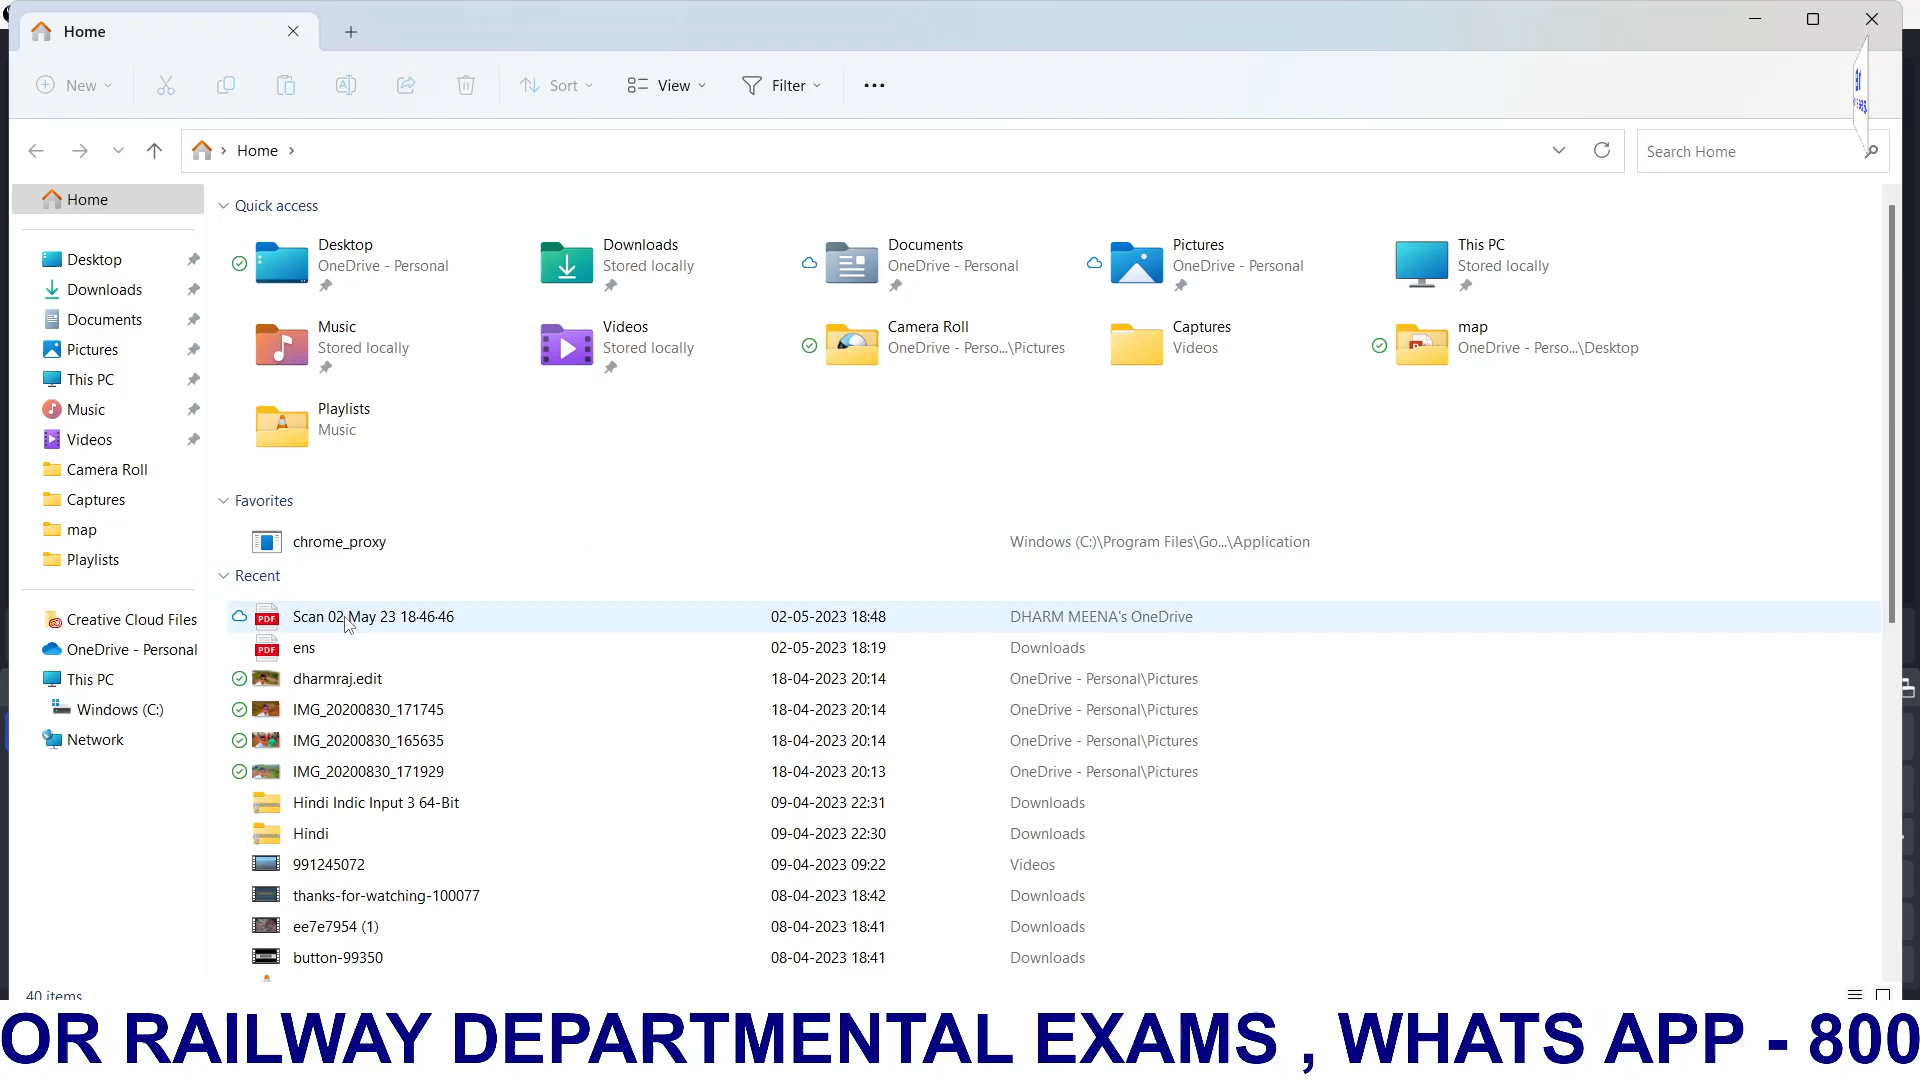 Home
New
Sort
View
Filter
Home
Search Home
Home
Desktop
Downloads
Documents
Pictures
This PC
Music
Videos
Camera Roll
Captures
map
Playlists
Creative Cloud Files
OneDrive - Personal
This PC
Windows (C:)
Network
Quick access
Desktop
OneDrive - Personal
Downloads
Stored locally
Documents
OneDrive - Personal
Pictures
OneDrive - Personal
This PC
Stored locally
Music
Stored locally
Videos
Stored locally
Camera Roll
OneDrive - Perso...\Pictures
Captures
Videos
map
OneDrive - Perso...\Desktop
Playlists
Music
Favorites
chrome_proxy Windows (C:)\Program Files\Go...\Application
Recent
PDF Scan 02 May 23 18·46·46 02-05-2023 18:48 DHARM MEENA's OneDrive
PDF ens 02-05-2023 18:19 Downloads
dharmraj.edit 18-04-2023 20:14 OneDrive - Personal\Pictures
IMG_20200830_171745 18-04-2023 20:14 OneDrive - Personal\Pictures
IMG_20200830_165635 18-04-2023 20:14 OneDrive - Personal\Pictures
IMG_20200830_171929 18-04-2023 20:13 OneDrive - Personal\Pictures
Hindi Indic Input 3 64-Bit 09-04-2023 22:31 Downloads
Hindi 09-04-2023 22:30 Downloads
991245072 09-04-2023 09:22 Videos
thanks-for-watching-100077 08-04-2023 18:42 Downloads
ee7e7954 (1) 08-04-2023 18:41 Downloads
button-99350 08-04-2023 18:41 Downloads
40 items
OR RAILWAY DEPARTMENTAL EXAMS , WHATS APP - 800